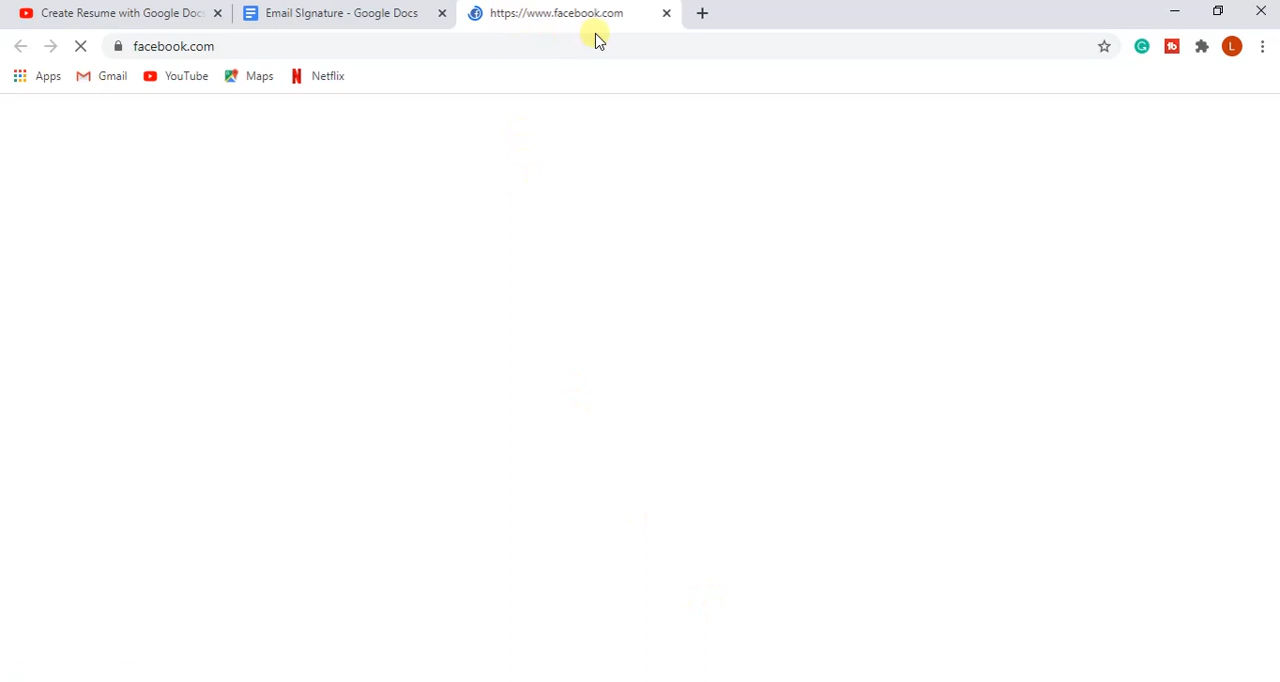 Create Resume with Google Doc
Email SIgnature - Google Docs
https://www.facebook.com
facebook.com
L
Apps
Gmail
YouTube
Maps
Netflix